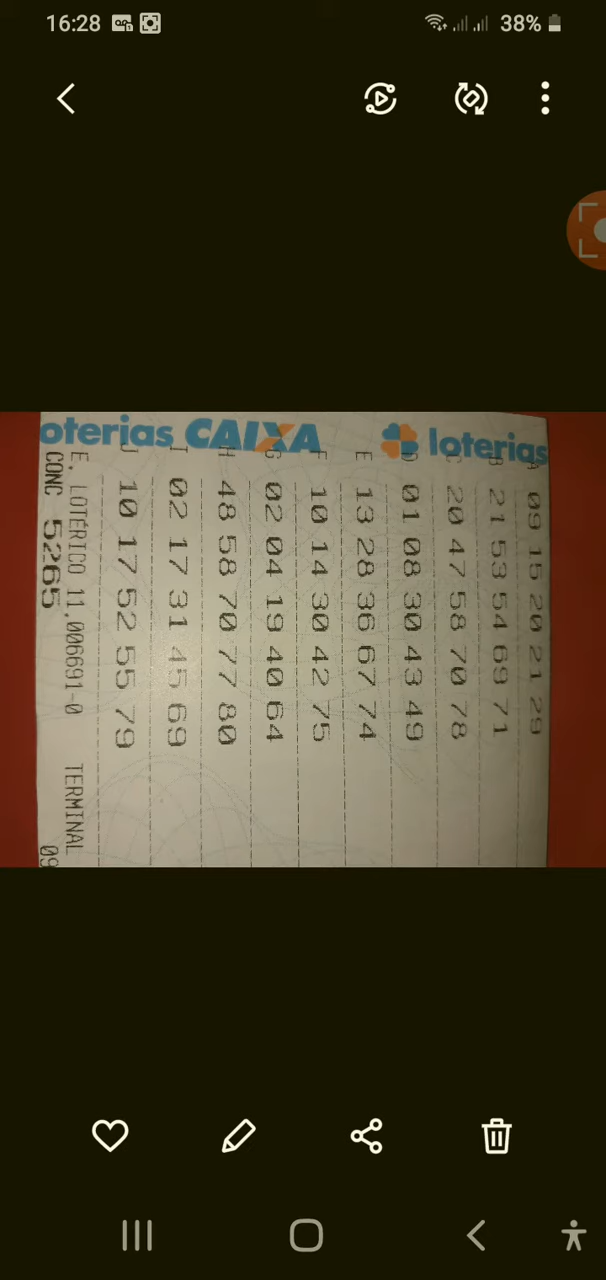 16:28
38%
oterias CAIXA loterias
A 09 15 20 21 29
B 21 53 54 69 71
C 20 47 58 70 78
D 01 08 30 43 49
E 13 28 36 67 74
F 10 14 30 42 75
G 02 04 19 40 64
H 48 58 70 77 80
I 02 17 31 45 69
J 10 17 52 55 79
E. LOTÉRICO 11.006691-0 TERMINAL
CONC 5265 09